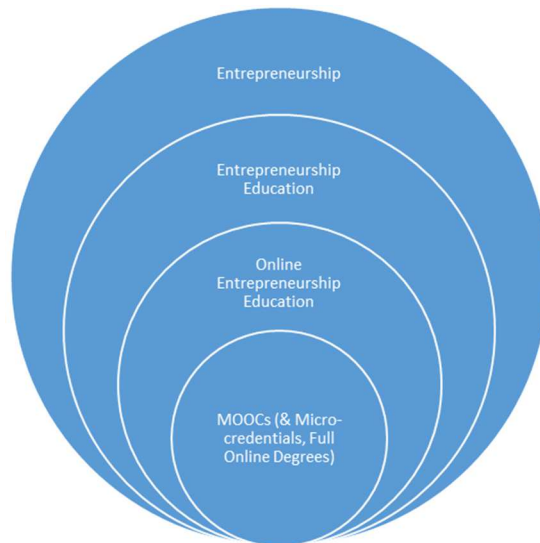 Entrepreneurship
Entrepreneurship
Education
Online
Entrepreneurship
Education
MOOCs (& Micro-
credentials, Full
Online Degrees)